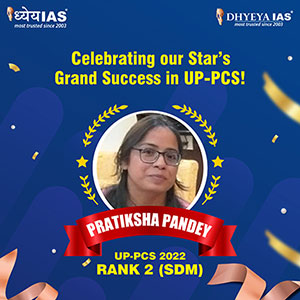 ध्येय IAS
most trusted since 2003
DHYEYA IAS
most trusted since 2003
Celebrating our Star's
Grand Success in UP-PCS!
PRATIKSHA PANDEY
UP-PCS 2022
RANK 2 (SDM)